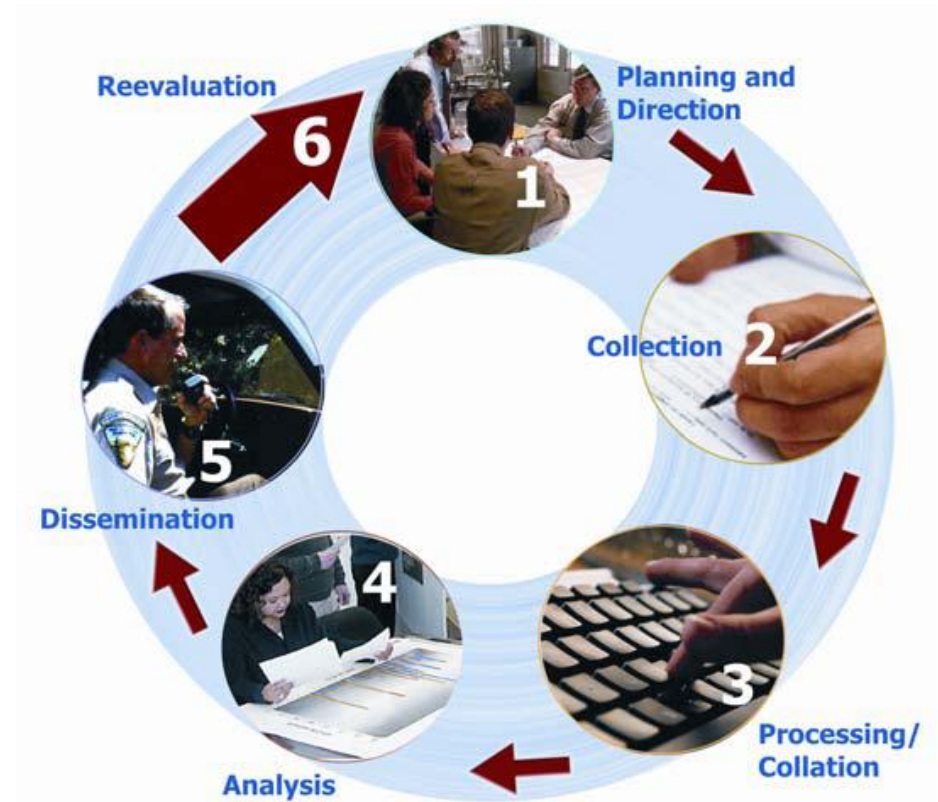 Reevaluation
6
1
Planning and
Direction
Collection
2
5
Dissemination
4
3
Analysis
Processing/
Collation